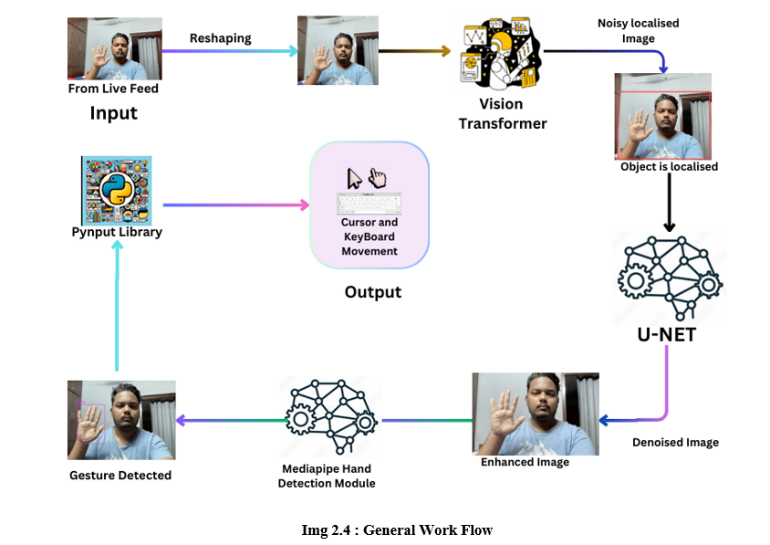 Reshaping
From Live Feed
Input
Vision
Transformer
Noisy localised
Image
Object is localised
Pynput Library
Cursor and
KeyBoard
Movement
Output
U-NET
Denoised Image
Enhanced Image
Mediapipe Hand
Detection Module
Gesture Detected
Img 2.4 : General Work Flow